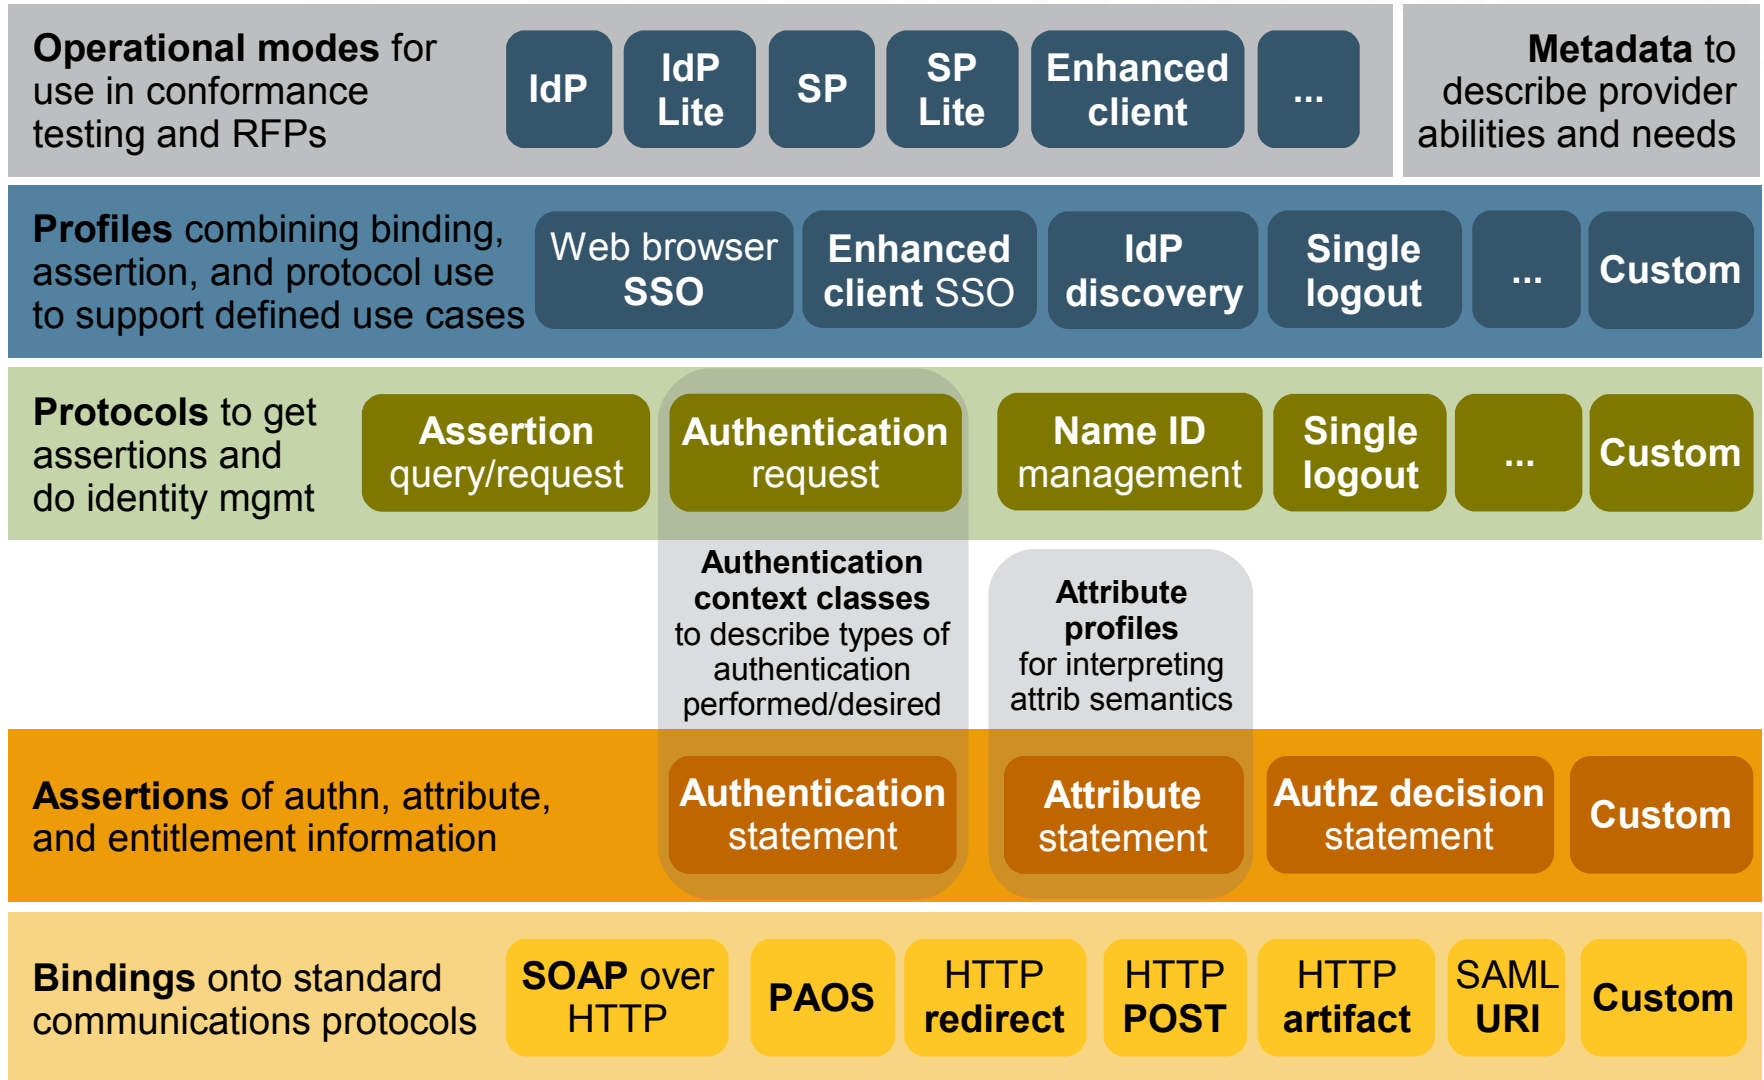 Operational modes for
use in conformance
testing and RFPs
IdP
IdP
Lite
SP
SP
Lite
Enhanced
client
...
Metadata to
describe provider
abilities and needs
Profiles combining binding,
assertion, and protocol use
to support defined use cases
Web browser
SSO
Enhanced
client SSO
IdP
discovery
Single
logout
...
Custom
Protocols to get
assertions and
do identity mgmt
Assertion
query/request
Authentication
request
Name ID
management
Single
logout
...
Custom
Authentication
context classes
to describe types of
authentication
performed/desired
Attribute
profiles
for interpreting
attrib semantics
Assertions of authn, attribute,
and entitlement information
Authentication
statement
Attribute
statement
Authz decision
statement
Custom
Bindings onto standard
communications protocols
SOAP over
HTTP
PAOS
HTTP
redirect
HTTP
POST
HTTP
artifact
SAML
URI
Custom